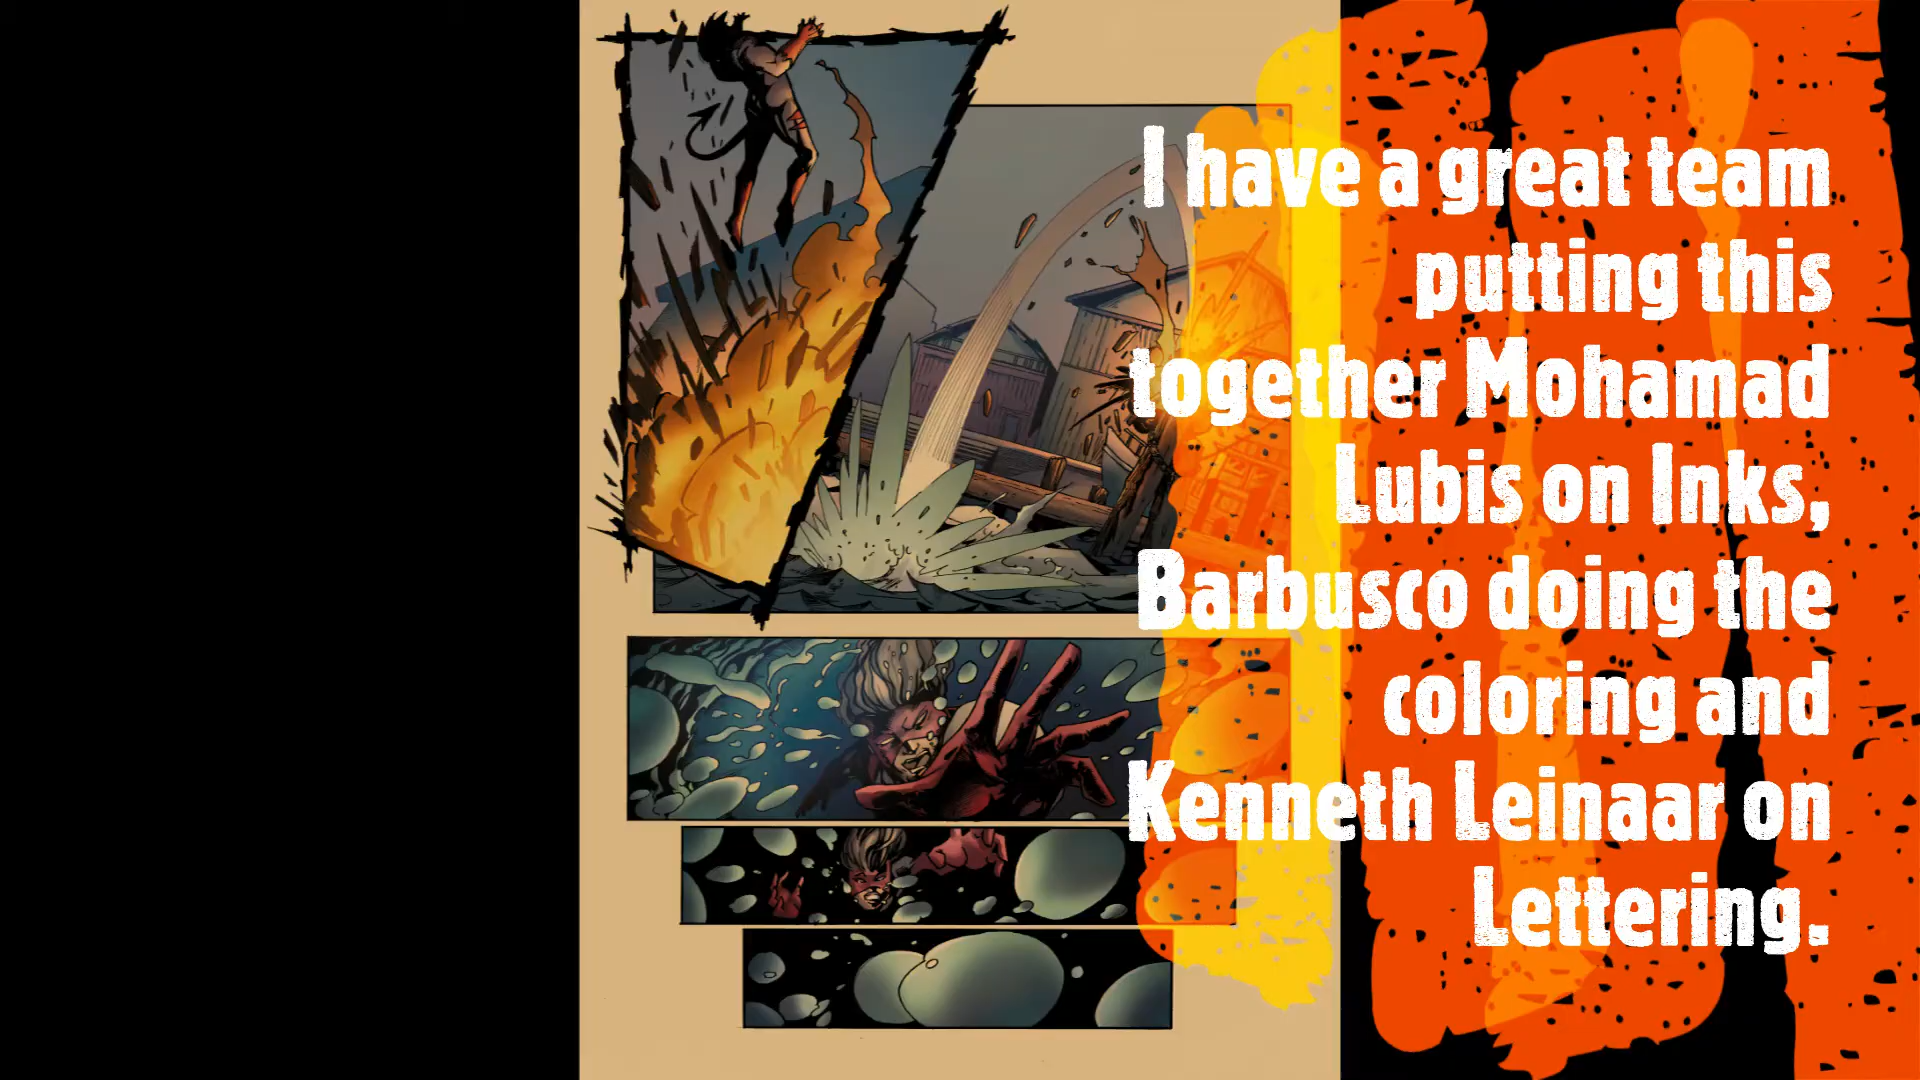 I have a great team
putting this
together Mohamad
Lubis on Inks,
Barbusco doing the
coloring and
Kenneth Leinaar on
Lettering.